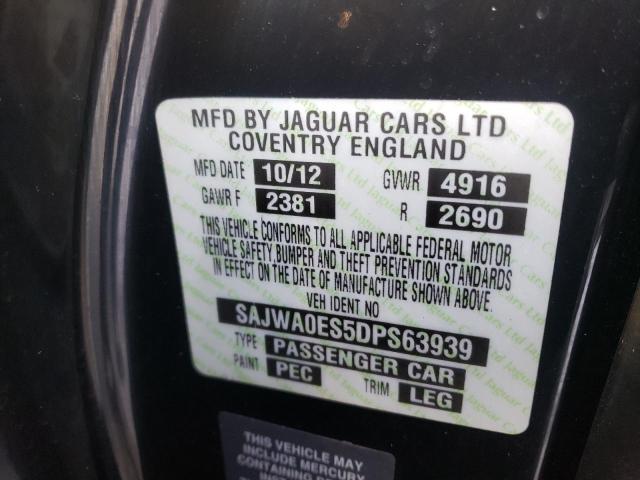 MFD BY JAGUAR CARS LTD
COVENTRY ENGLAND
MFD DATE 10/12 GVWR 4916
GAWR F 2381 R 2690
THIS VEHICLE CONFORMS TO ALL APPLICABLE FEDERAL MOTOR
VEHICLE SAFETY, BUMPER AND THEFT PREVENTION STANDARDS
IN EFFECT ON THE DATE OF MANUFACTURE SHOWN ABOVE.
VEH IDENT NO
SAJWA0ES5DPS63939
TYPE PASSENGER CAR
PAINT PEC TRIM LEG
THIS VEHICLE MAY
INCLUDE MERCURY
CONTAINING